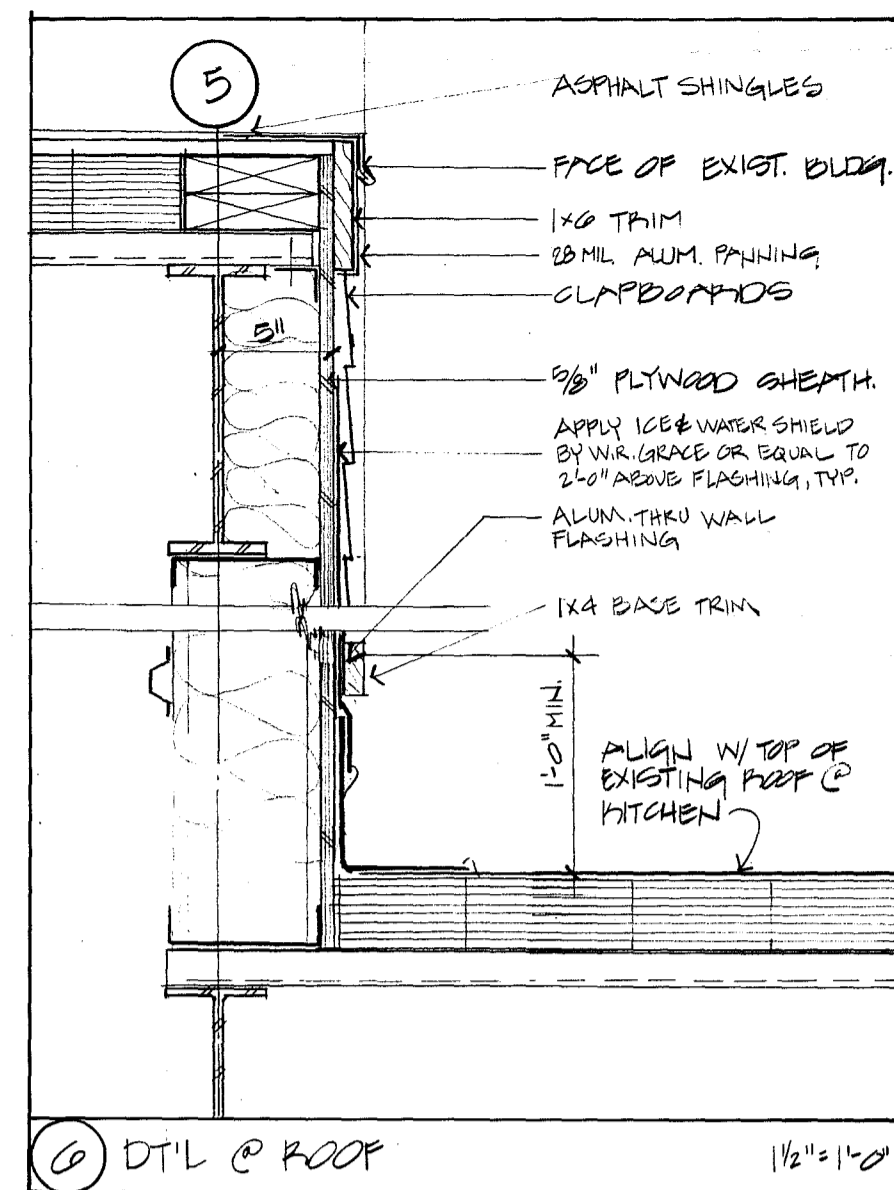 5
ASPHALT SHINGLES
FACE OF EXIST. BLDG.
1x6 TRIM
28 MIL. ALUM. PANNING
CLAPBOARDS
5"
5/8" PLYWOOD SHEATH.
APPLY ICE & WATER SHIELD
BY W.R. GRACE OR EQUAL TO
2'-0" ABOVE FLASHING, TYP.
ALUM. THRU WALL
FLASHING
1x4 BASE TRIM
1'-0" MIN.
ALIGN W/ TOP OF
EXISTING ROOF @
KITCHEN
6 DT'L @ ROOF
1 1/2" = 1'-0"